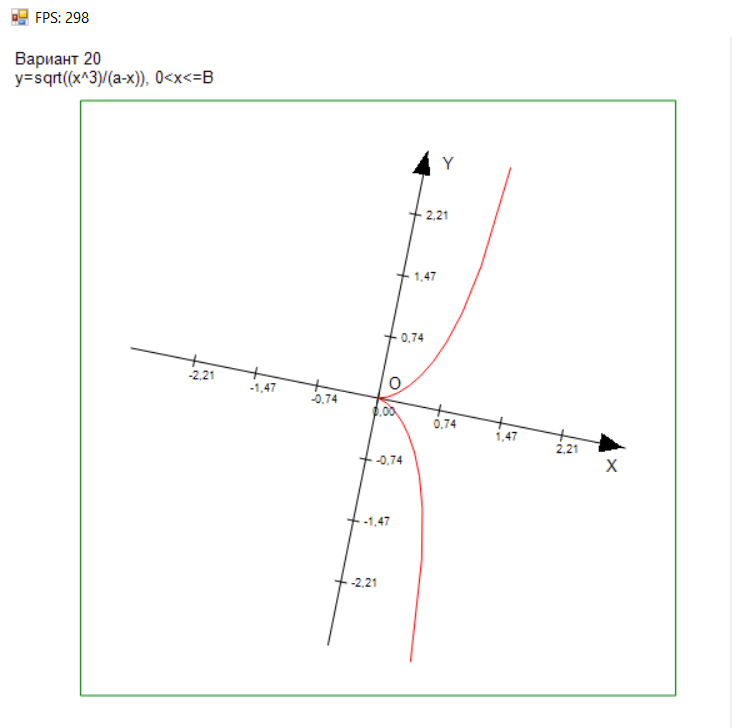 FPS: 298
Вариант 20
y=sqrt((x^3)/(a-x)), 0<x<=B
Y
2,21
1,47
0,74
O
-2,21
-1,47
-0,74
0,00
0,74
1,47
2,21
X
-0,74
-1,47
-2,21